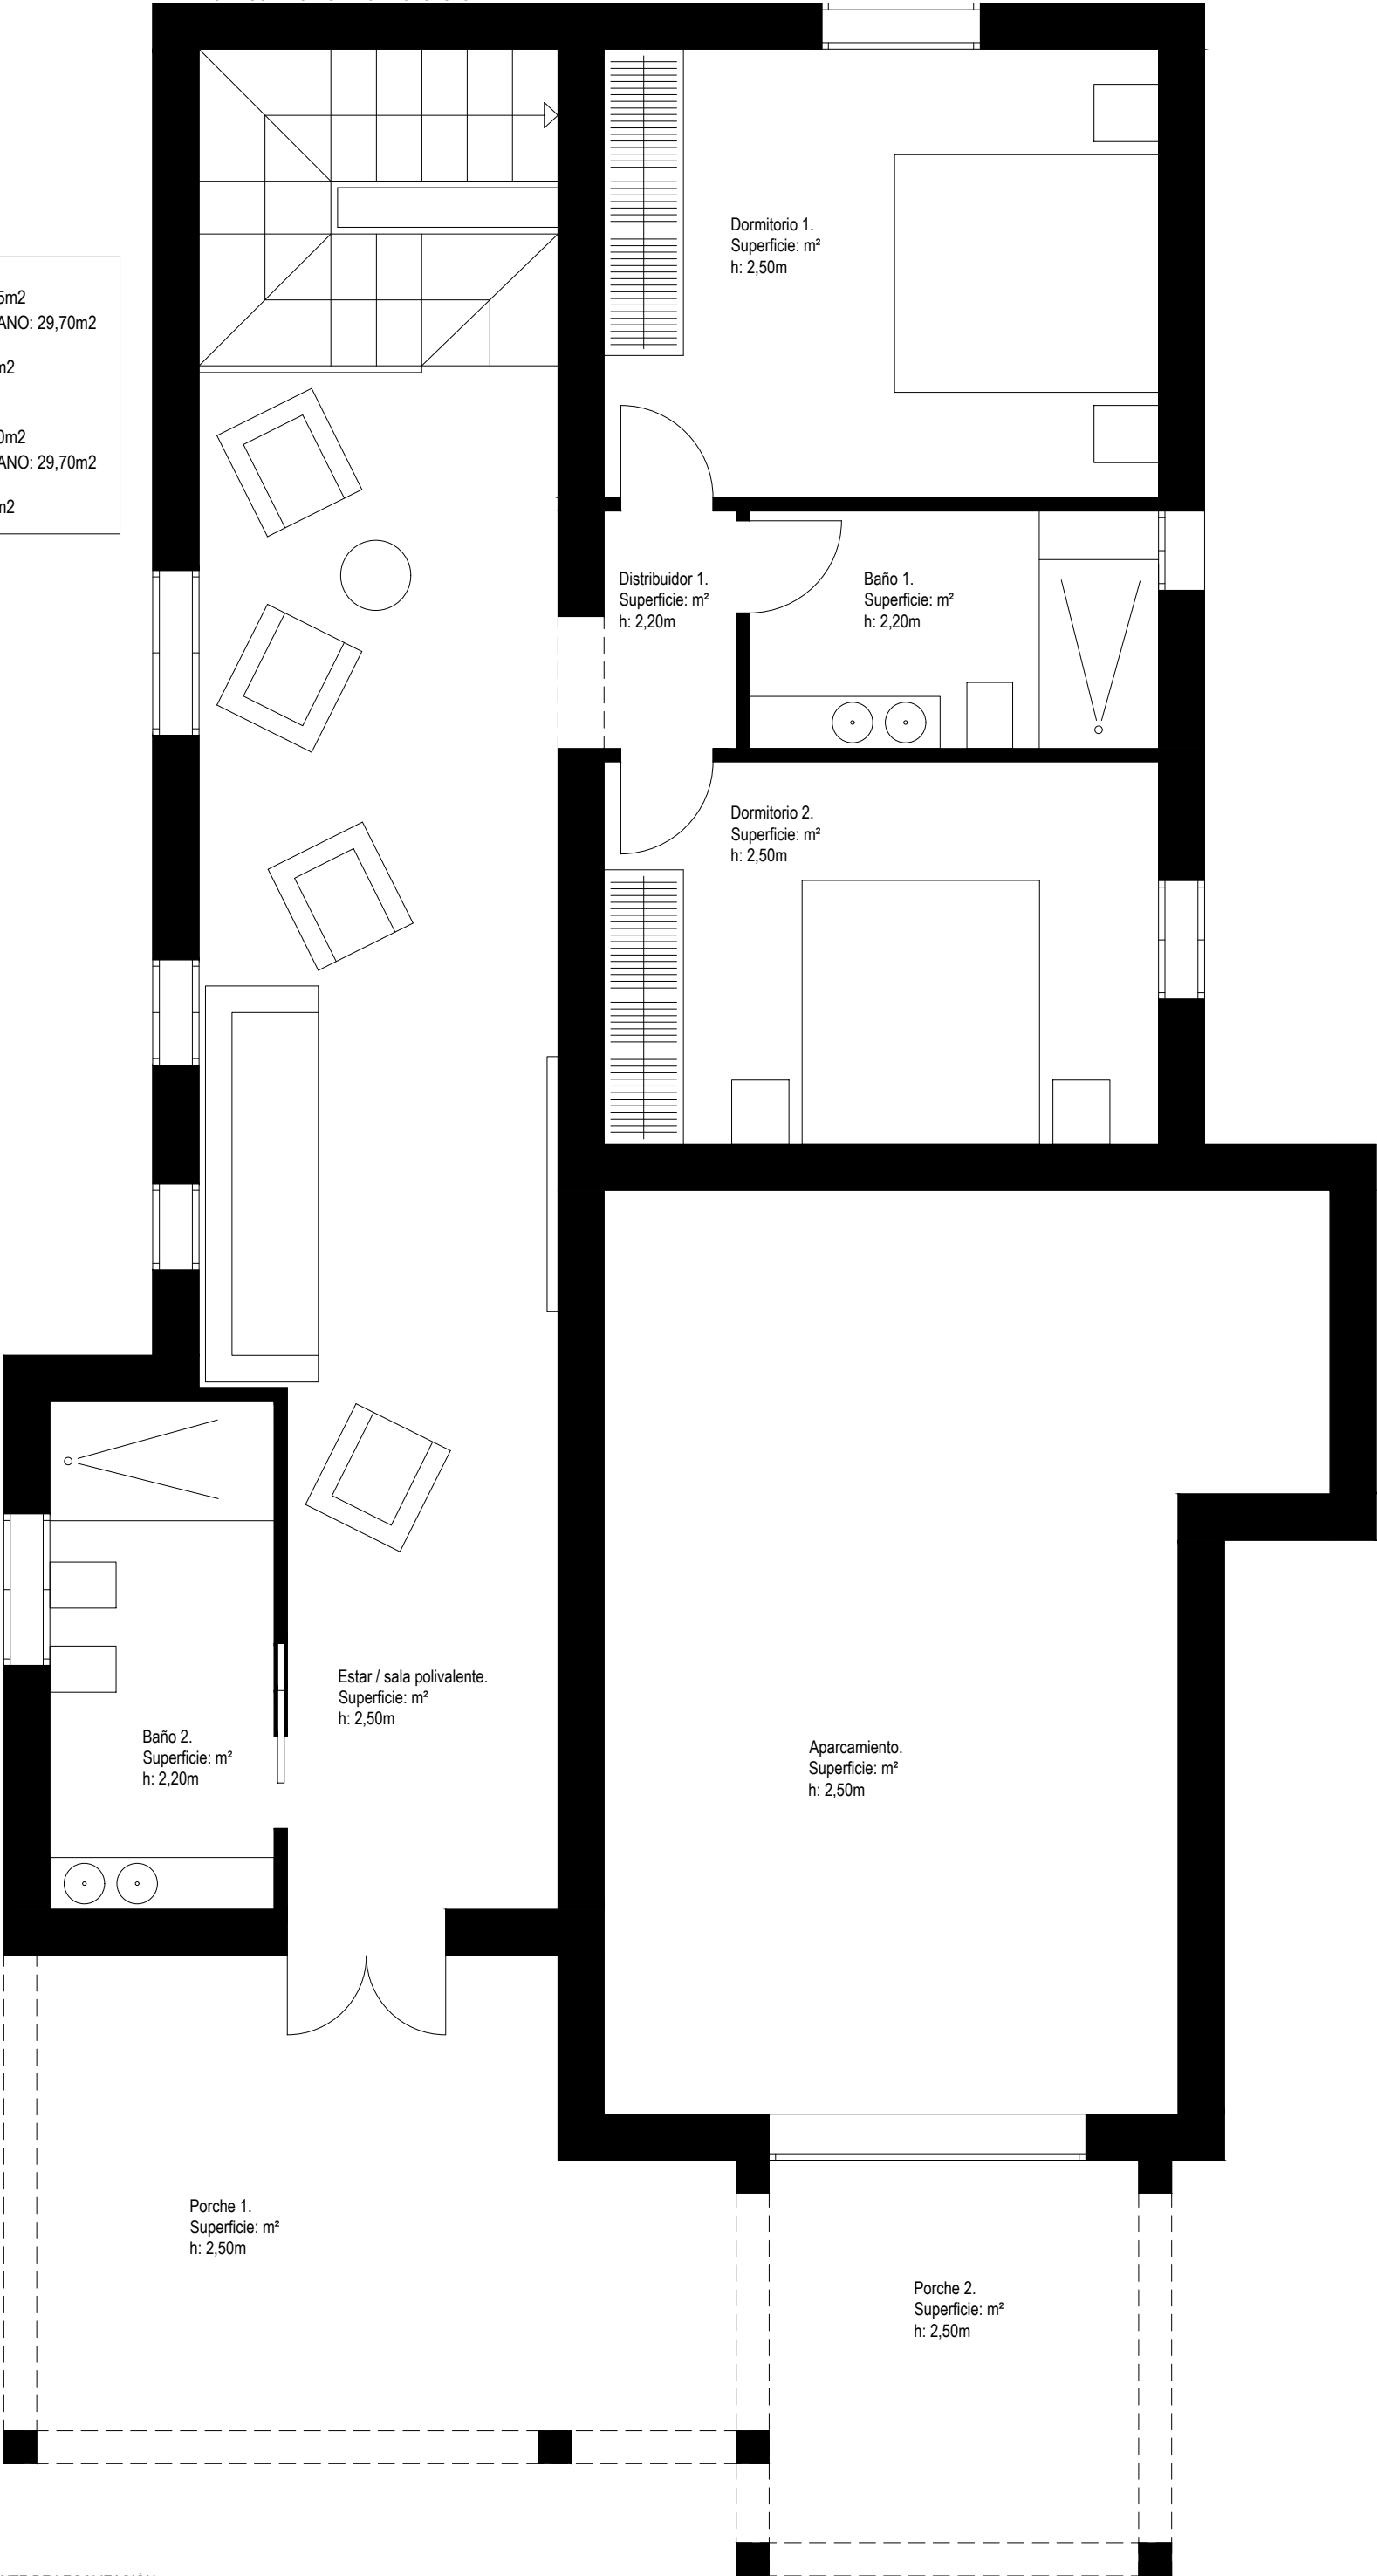 5m2
ANO: 29,70m2
m2
0m2
ANO: 29,70m2
m2
Dormitorio 1.
Superficie: m²
h: 2,50m
Distribuidor 1.
Superficie: m²
h: 2,20m
Baño 1.
Superficie: m²
h: 2,20m
Dormitorio 2.
Superficie: m²
h: 2,50m
Estar / sala polivalente.
Superficie: m²
h: 2,50m
Baño 2.
Superficie: m²
h: 2,20m
Aparcamiento.
Superficie: m²
h: 2,50m
Porche 1.
Superficie: m²
h: 2,50m
Porche 2.
Superficie: m²
h: 2,50m